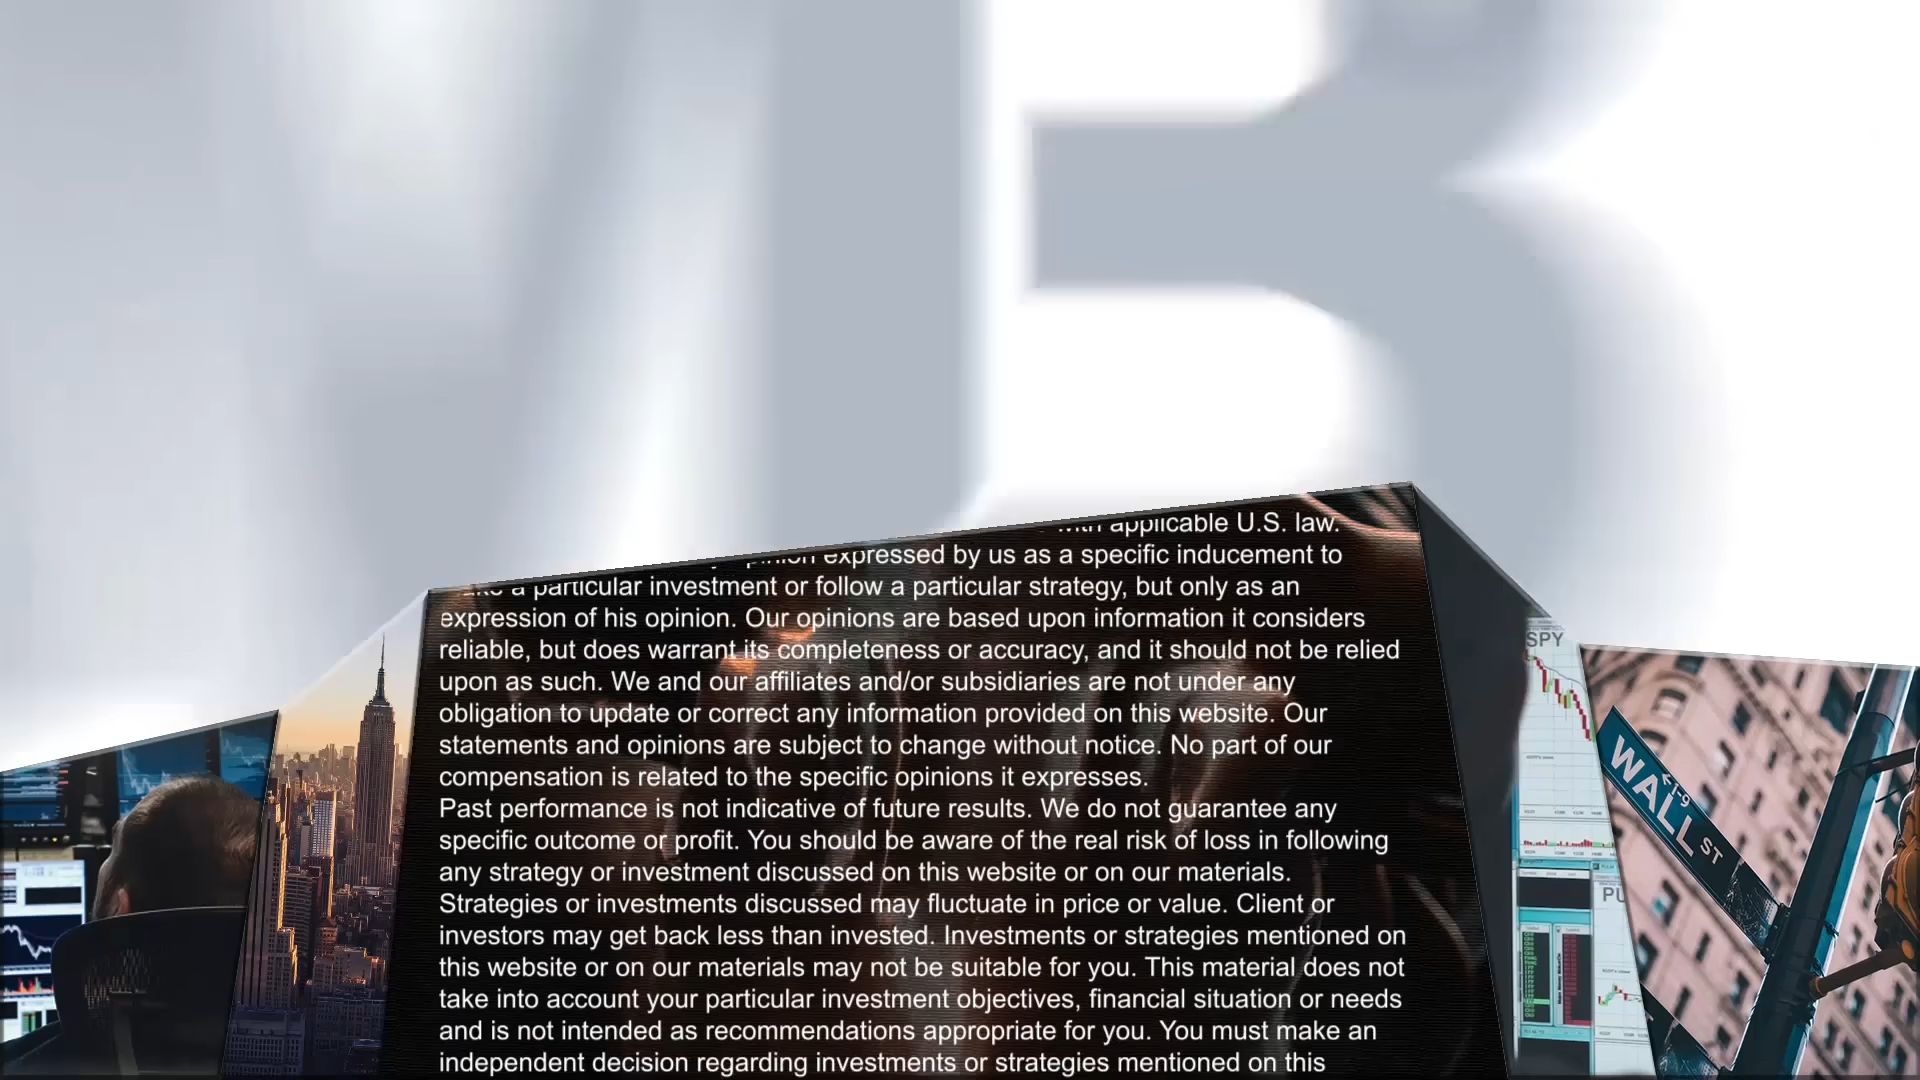 applicable U.S. law.
expressed by us as a specific inducement to
a particular investment or follow a particular strategy, but only as an
expression of his opinion. Our opinions are based upon information it considers
reliable, but does warrant its completeness or accuracy, and it should not be relied
upon as such. We and our affiliates and/or subsidiaries are not under any
obligation to update or correct any information provided on this website. Our
statements and opinions are subject to change without notice. No part of our
compensation is related to the specific opinions it expresses.
Past performance is not indicative of future results. We do not guarantee any
specific outcome or profit. You should be aware of the real risk of loss in following
any strategy or investment discussed on this website or on our materials.
Strategies or investments discussed may fluctuate in price or value. Client or
investors may get back less than invested. Investments or strategies mentioned on
this website or on our materials may not be suitable for you. This material does not
take into account your particular investment objectives, financial situation or needs
and is not intended as recommendations appropriate for you. You must make an
independent decision regarding investments or strategies mentioned on this
SPY
PU
←1-9
WALL ST